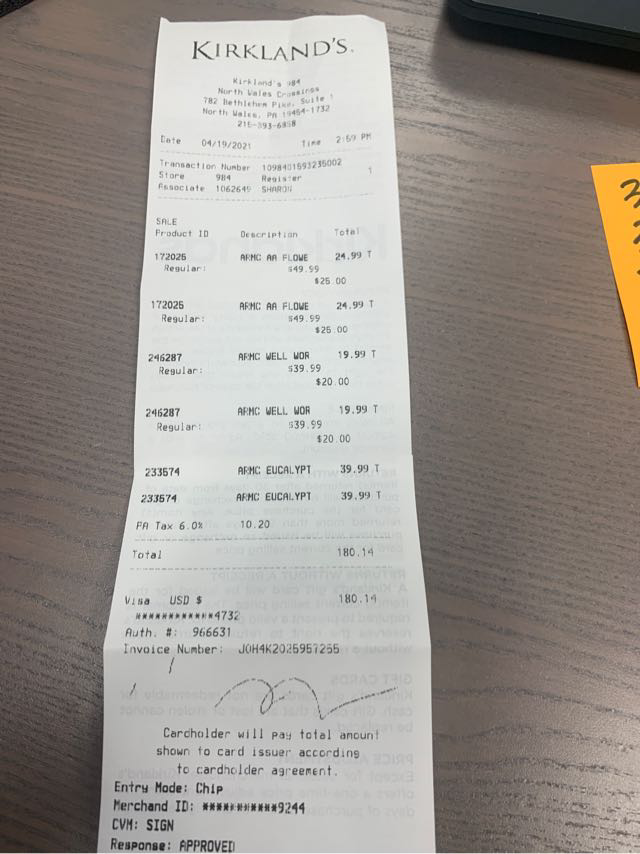 KIRKLAND'S.
Kirkland's 984
North Wales Crossings
782 Bethlehem Pike, Suite 1
North Wales, PA 19454-1732
215-393-6858
Date 04/19/2021 Time 2:59 PM
Transaction Number 1098401593235002
Store 984 Register 1
Associate 1062649 SHARON
SALE
Product ID Description Total
172025 ARMC AA FLOWE 24.99 T
Regular: $49.99
$25.00
172025 ARMC AA FLOWE 24.99 T
Regular: $49.99
$25.00
246287 ARMC WELL WOR 19.99 T
Regular: $39.99
$20.00
246287 ARMC WELL WOR 19.99 T
Regular: $39.99
$20.00
233574 ARMC EUCALYPT 39.99 T
233574 ARMC EUCALYPT 39.99 T
PA Tax 6.0% 10.20
Total 180.14
Visa USD $ 180.14
************4732
Auth. #: 966631
Invoice Number: J0H4K2025957255
Cardholder will pay total amount
shown to card issuer according
to cardholder agreement.
Entry Mode: Chip
Merchand ID: ************9244
CVM: SIGN
Response: APPROVED